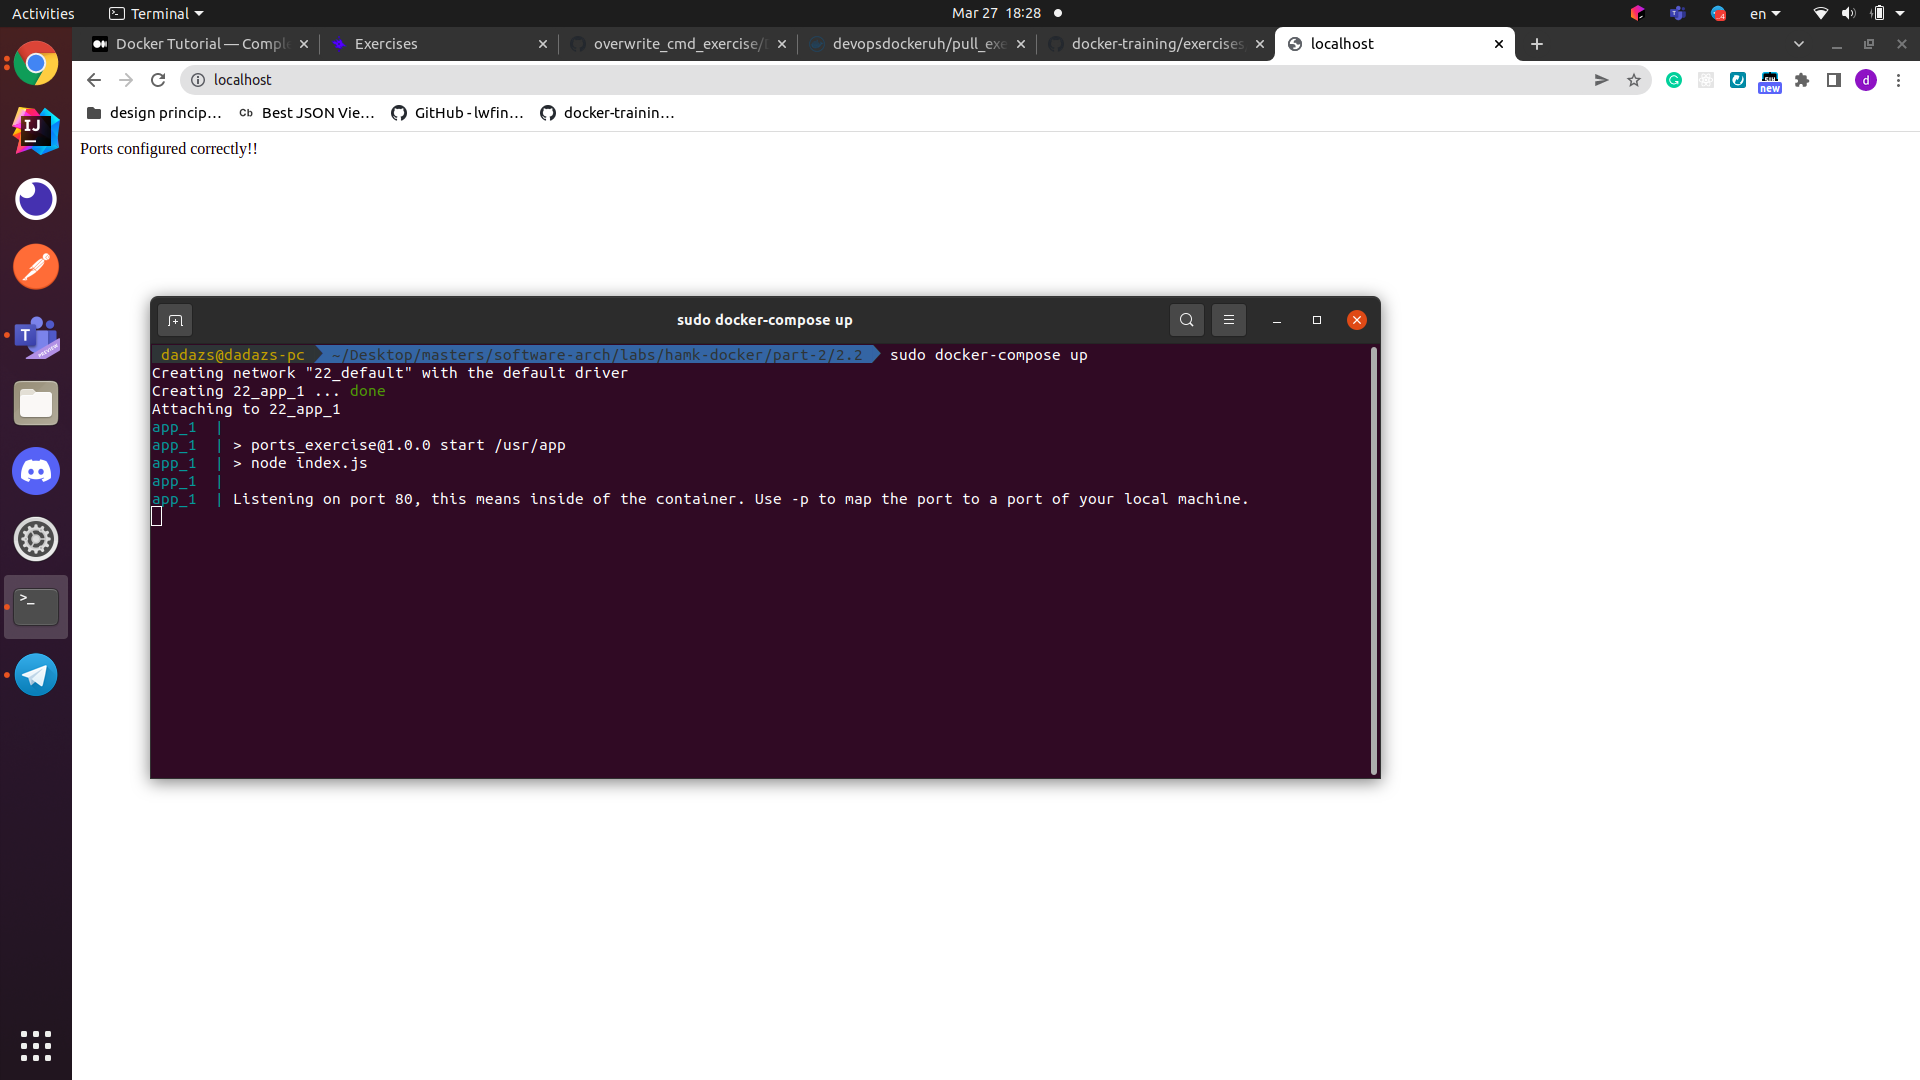 Activities Terminal Mar 27 18:28 en
Docker Tutorial — Comple Exercises overwrite_cmd_exercise/ devopsdockeruh/pull_exe docker-training/exercises localhost
localhost new d
design princip… Cb Best JSON Vie… GitHub - lwfin… docker-trainin…
Ports configured correctly!!
sudo docker-compose up
dadazs@dadazs-pc ~/Desktop/masters/software-arch/labs/hamk-docker/part-2/2.2 sudo docker-compose up
Creating network "22_default" with the default driver
Creating 22_app_1 ... done
Attaching to 22_app_1
app_1 |
app_1 | > ports_exercise@1.0.0 start /usr/app
app_1 | > node index.js
app_1 |
app_1 | Listening on port 80, this means inside of the container. Use -p to map the port to a port of your local machine.
IJ
T
PREVIEW
>_